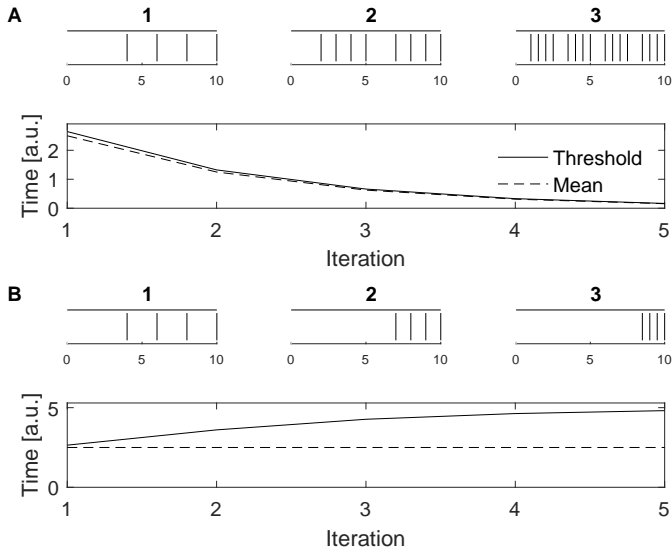 A
1 2 3
0 5 10 0 5 10 0 5 10
Time [a.u.]
2
1
0
Threshold
Mean
1 2 3 4 5
Iteration
B
1 2 3
0 5 10 0 5 10 0 5 10
Time [a.u.]
5
0
1 2 3 4 5
Iteration